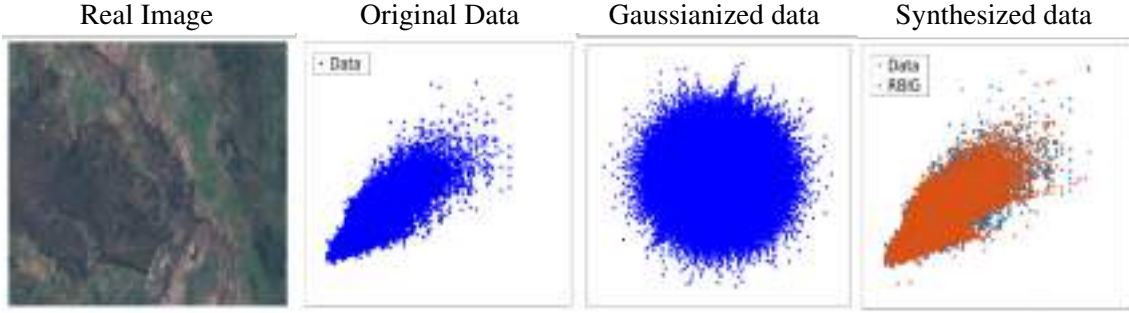 Real Image
Original Data
Gaussianized data
Synthesized data
Data
Data
RBIG